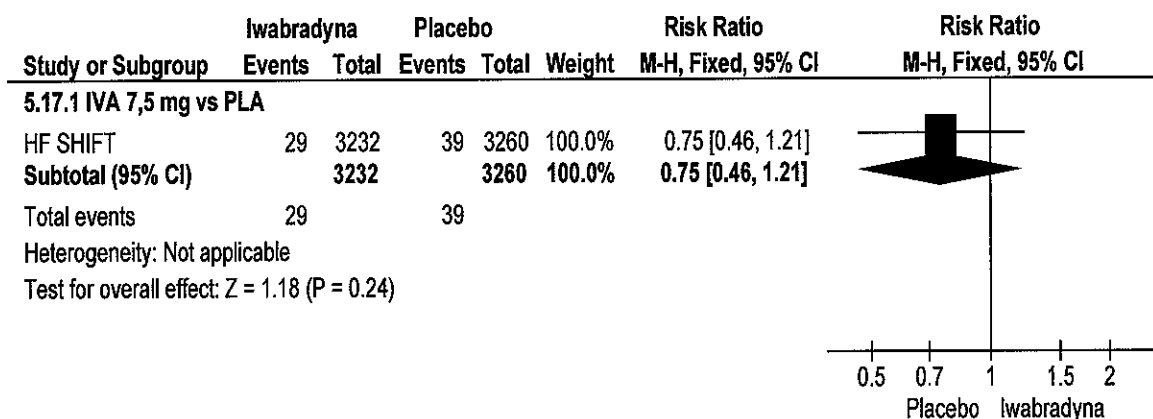 Iwabradyna Placebo Risk Ratio Risk Ratio
Study or Subgroup Events Total Events Total Weight M-H, Fixed, 95% CI M-H, Fixed, 95% CI
5.17.1 IVA 7,5 mg vs PLA
HF SHIFT 29 3232 39 3260 100.0% 0.75 [0.46, 1.21]
Subtotal (95% CI) 3232 3260 100.0% 0.75 [0.46, 1.21]
Total events 29 39
Heterogeneity: Not applicable
Test for overall effect: Z = 1.18 (P = 0.24)
0.5 0.7 1 1.5 2
Placebo Iwabradyna